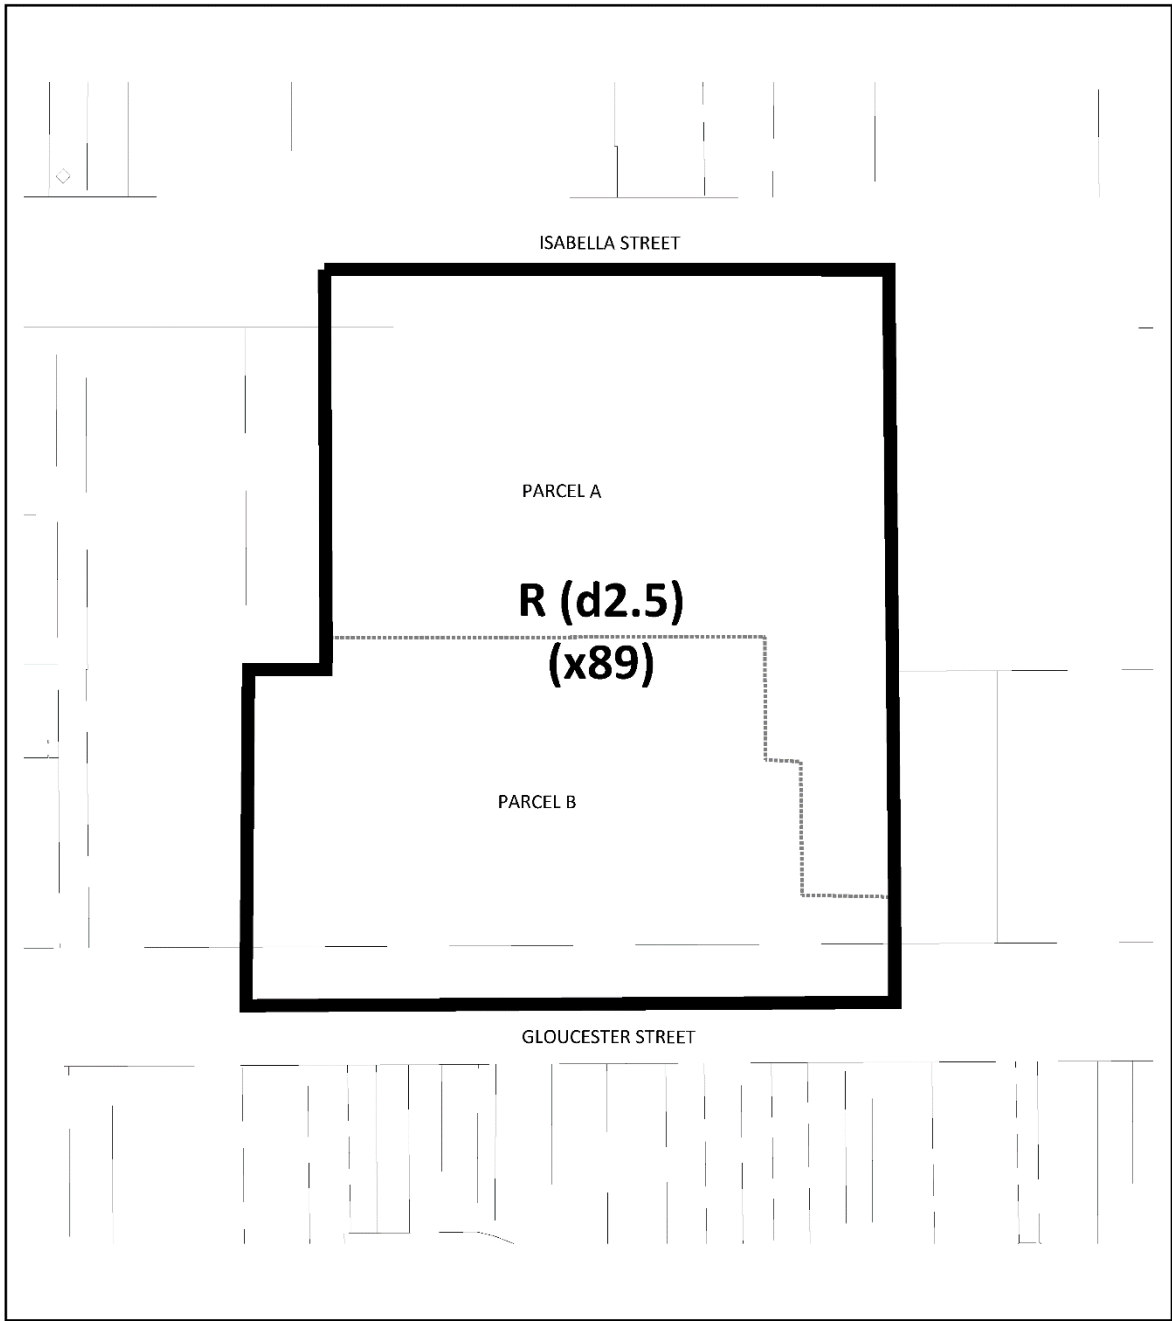 ISABELLA STREET
PARCEL A
R (d2.5)
(x89)
PARCEL B
GLOUCESTER STREET